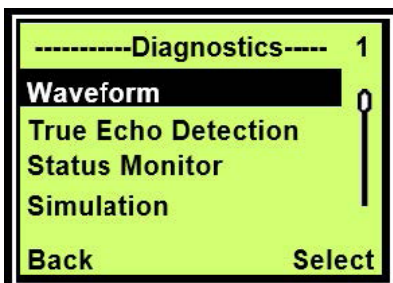 -----------Diagnostics----- 1
Waveform
True Echo Detection
Status Monitor
Simulation
Back Select